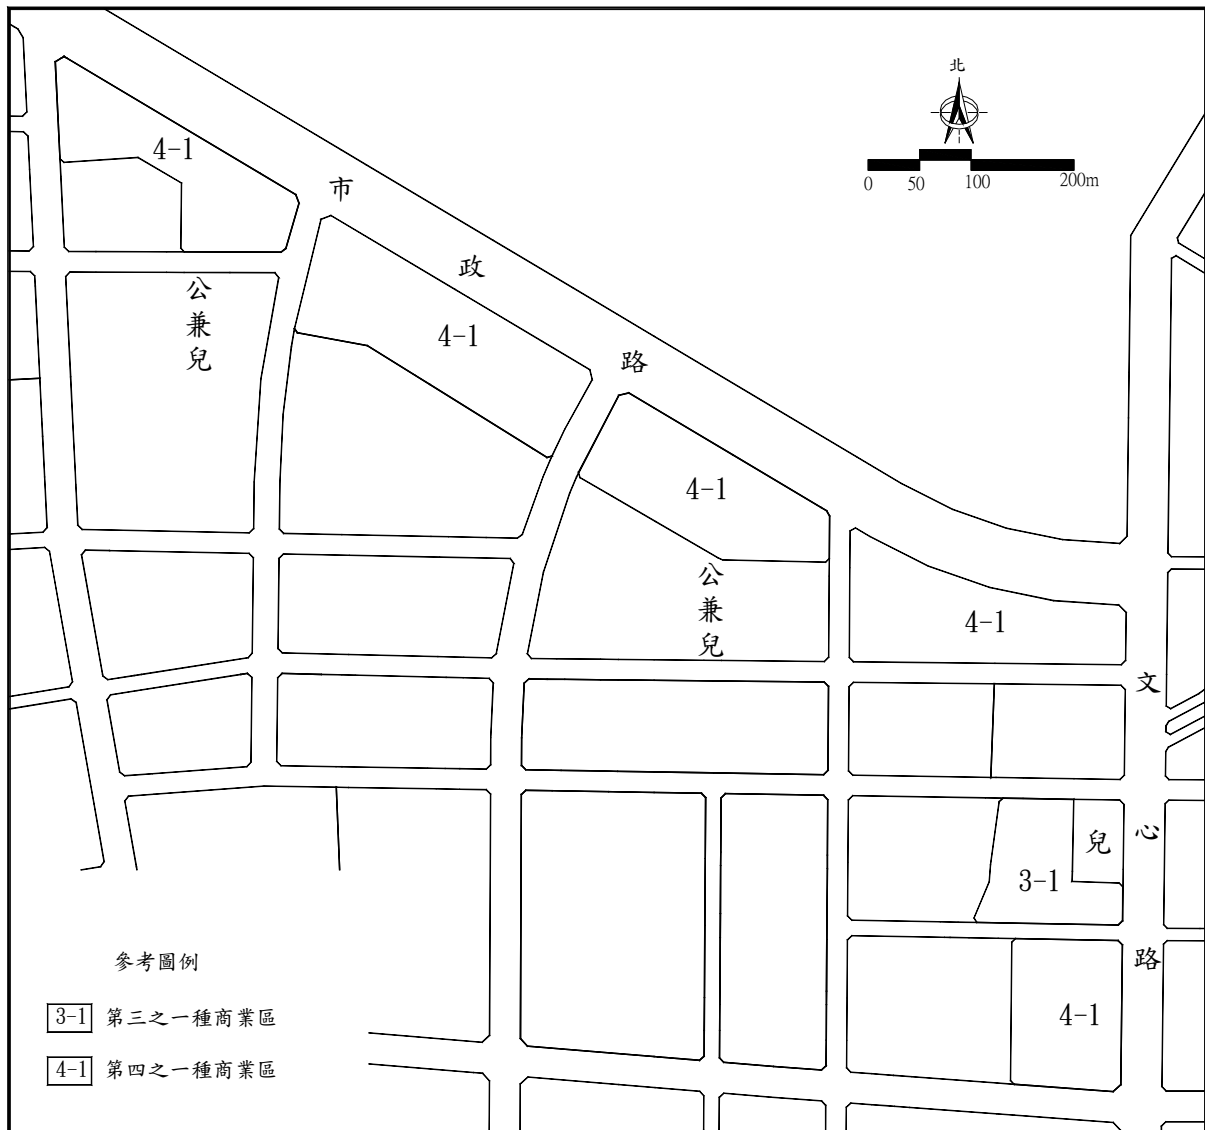 北
0 50 100 200m
4-1
市政路
4-1
公兼兒
4-1
公兼兒
4-1
文心路
兒
3-1
4-1
參考圖例
3-1 第三之一種商業區
4-1 第四之一種商業區